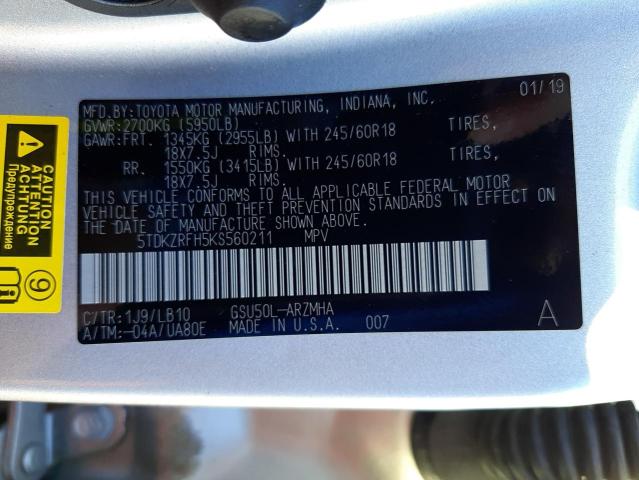 MFD.BY:TOYOTA MOTOR MANUFACTURING, INDIANA, INC. 01/19
GVWR:2700KG (5950LB)
GAWR:FRT. 1345KG (2955LB) WITH 245/60R18 TIRES,
18X7.5J RIMS.
RR. 1550KG (3415LB) WITH 245/60R18 TIRES,
18X7.5J RIMS.
THIS VEHICLE CONFORMS TO ALL APPLICABLE FEDERAL MOTOR
VEHICLE SAFETY AND THEFT PREVENTION STANDARDS IN EFFECT ON
THE DATE OF MANUFACTURE SHOWN ABOVE.
5TDKZRFH5KS560211 MPV
C/TR:1J9/LB10 GSU50L-ARZMHA
A/TM:-04A/UA80E MADE IN U.S.A. 007 A
CAUTION
ATTENTION
ACHTUNG
Предупреждение
9